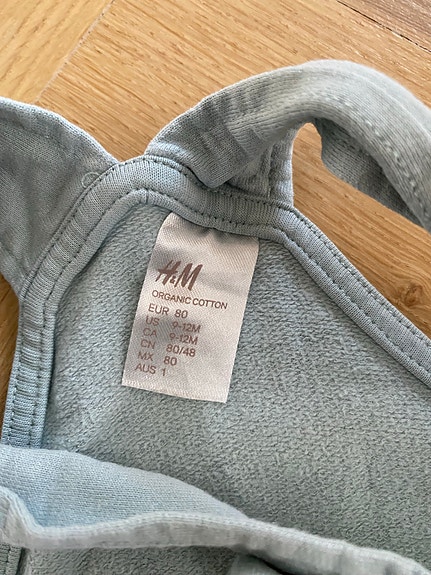 H&M
ORGANIC COTTON
EUR 80
US 9-12M
CA 9-12M
CN 80/48
MX 80
AUS 1